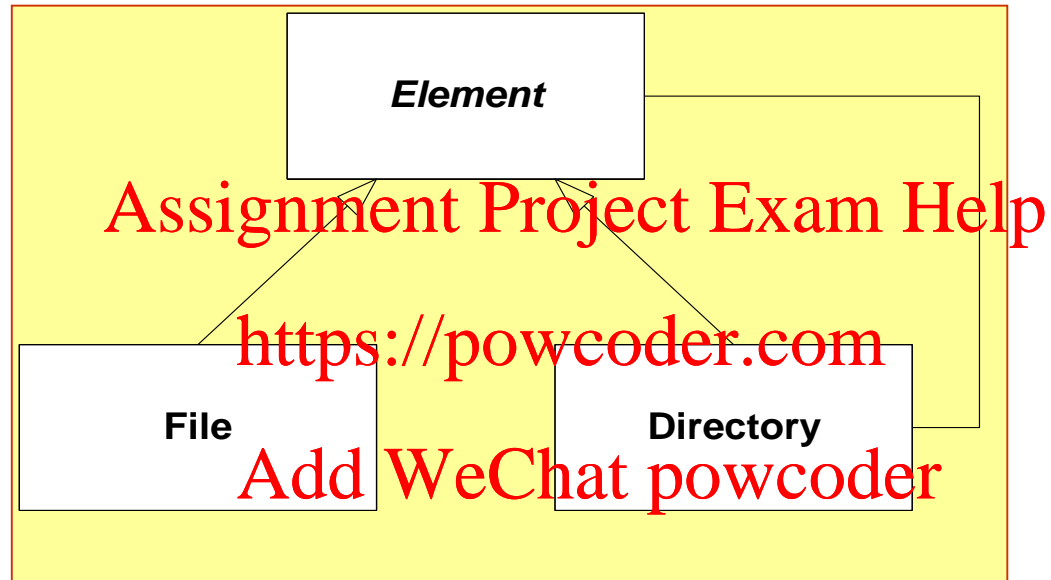 Element
Assignment Project Exam Help
https://powcoder.com
File
Directory
Add WeChat powcoder